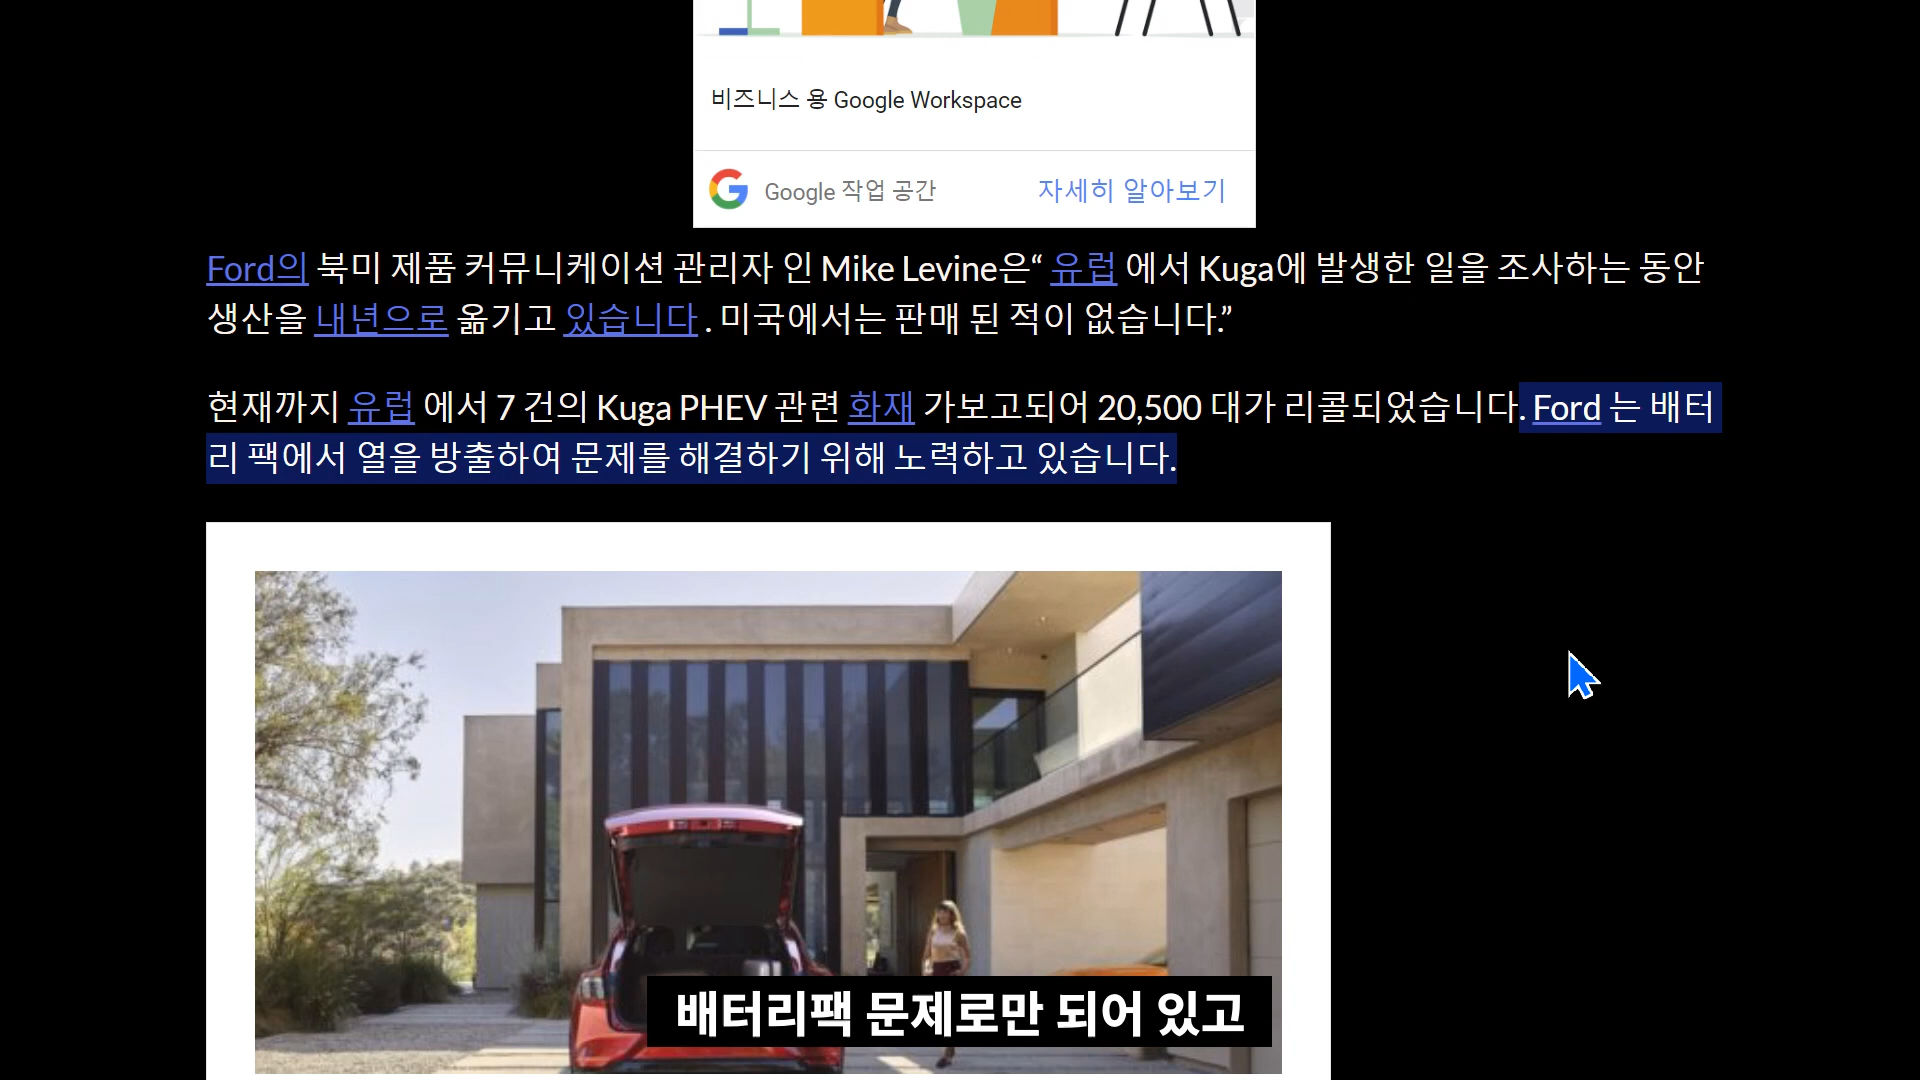 비즈니스 용 Google Workspace
Google 작업 공간 자세히 알아보기
Ford의 북미 제품 커뮤니케이션 관리자 인 Mike Levine은“ 유럽 에서 Kuga에 발생한 일을 조사하는 동안
생산을 내년으로 옮기고 있습니다 . 미국에서는 판매 된 적이 없습니다.”
현재까지 유럽 에서 7 건의 Kuga PHEV 관련 화재 가보고되어 20,500 대가 리콜되었습니다. Ford 는 배터
리 팩에서 열을 방출하여 문제를 해결하기 위해 노력하고 있습니다.
배터리팩 문제로만 되어 있고